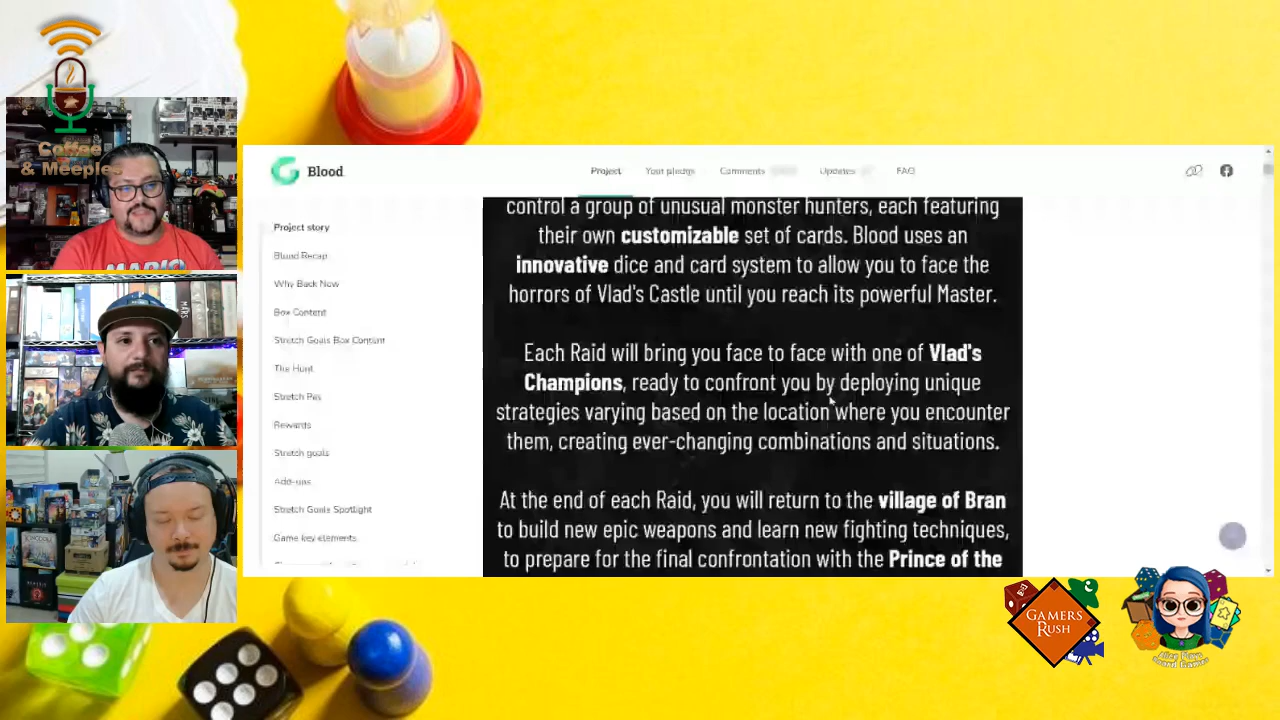 Coffee
& Meeples
MARIO
Blood
Project
Your pledge
Comments
Updates
FAQ
Project story
Blood Recap
Why Back Now
Box Content
Stretch Goals Box Content
The Hunt
Stretch Pay
Rewards
Stretch goals
Add-ons
Stretch Goals Spotlight
Game key elements
control a group of unusual monster hunters, each featuring
their own customizable set of cards. Blood uses an
innovative dice and card system to allow you to face the
horrors of Vlad's Castle until you reach its powerful Master.
Each Raid will bring you face to face with one of Vlad's
Champions, ready to confront you by deploying unique
strategies varying based on the location where you encounter
them, creating ever-changing combinations and situations.
At the end of each Raid, you will return to the village of Bran
to build new epic weapons and learn new fighting techniques,
to prepare for the final confrontation with the Prince of the
GAMERS
RUSH
Board Games